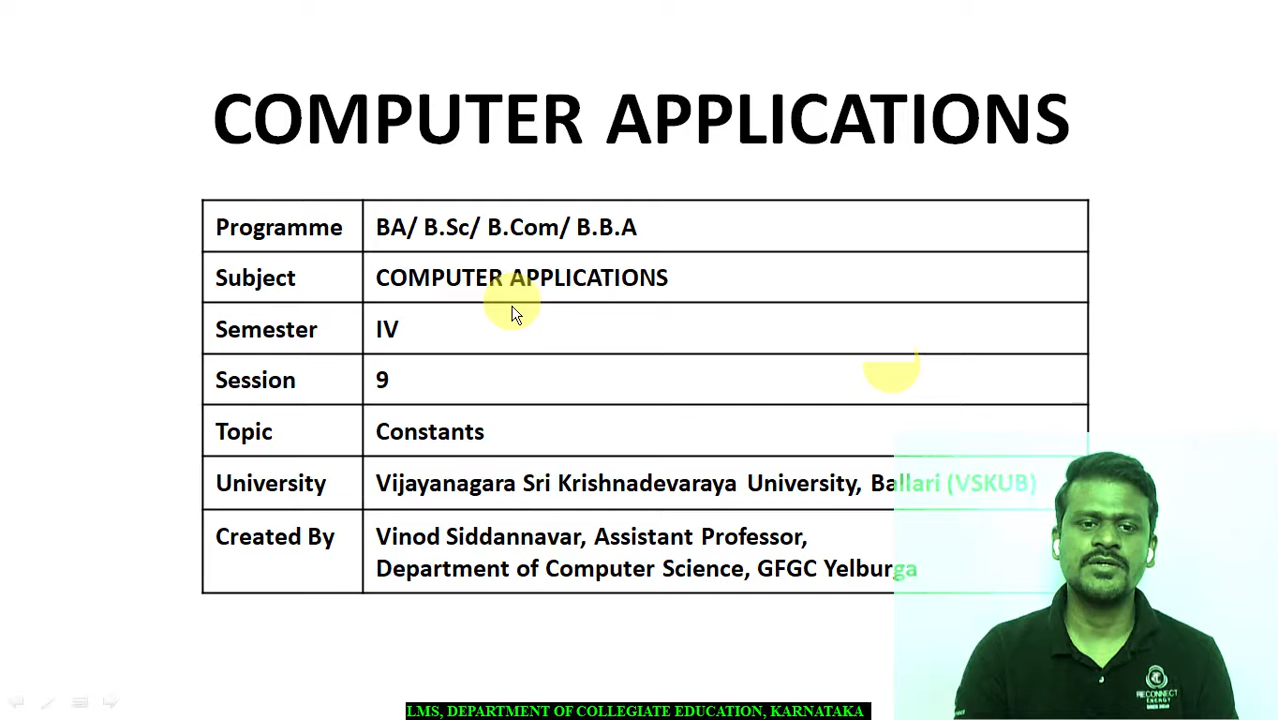 COMPUTER APPLICATIONS
Programme BA/ B.Sc/ B.Com/ B.B.A
Subject COMPUTER APPLICATIONS
Semester IV
Session 9
Topic Constants
University Vijayanagara Sri Krishnadevaraya University, Ballari (VSKUB)
Created By Vinod Siddannavar, Assistant Professor,
Department of Computer Science, GFGC Yelburga
RECONNECT
ENERGY
LMS, DEPARTMENT OF COLLEGIATE EDUCATION, KARNATAKA